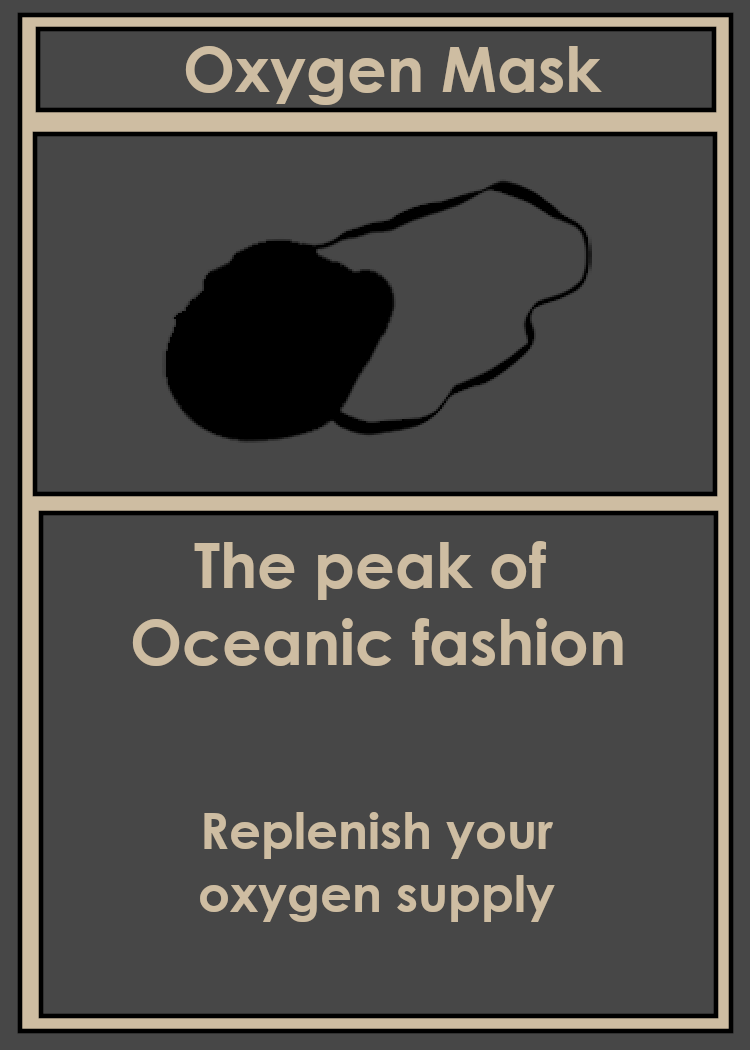 Oxygen Mask
The peak of
Oceanic fashion
Replenish your
oxygen supply